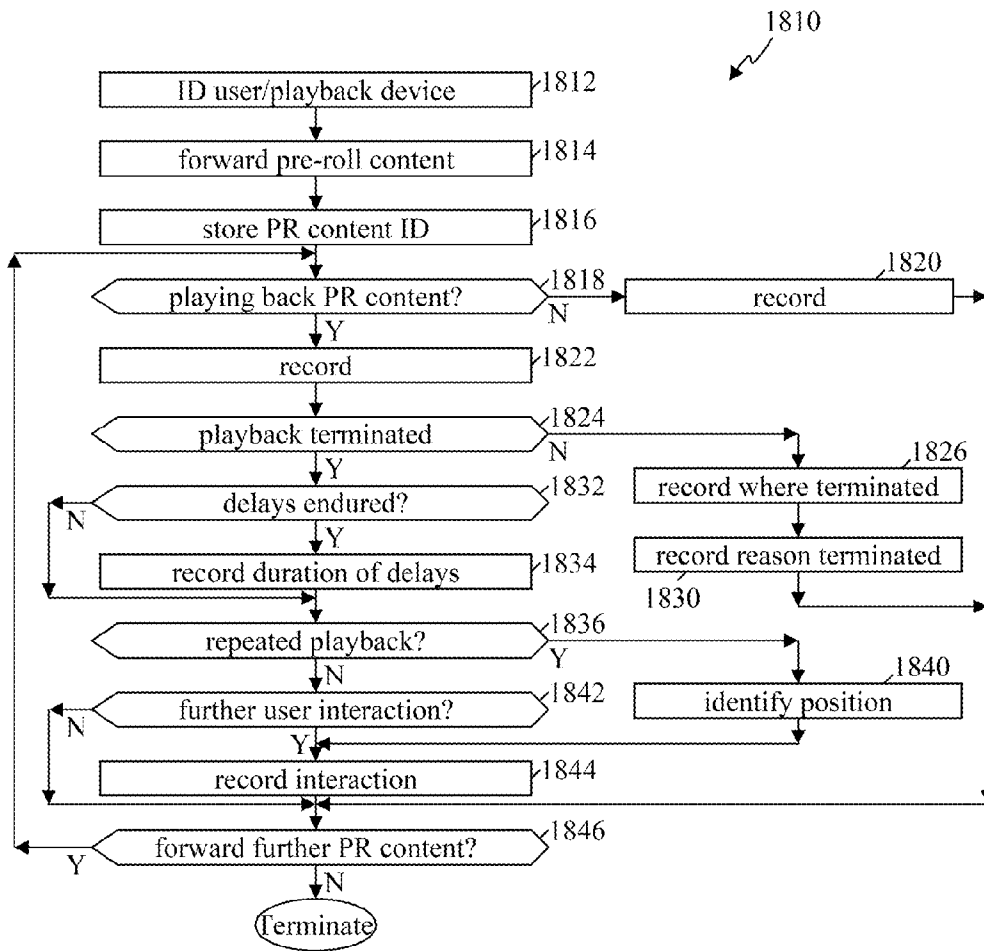 1810
ID user/playback device
1812
forward pre-roll content
1814
store PR content ID
1816
playing back PR content?
1818
N
Y
record
1820
record
1822
playback terminated
1824
N
Y
record where terminated
1826
delays endured?
1832
N
Y
record reason terminated
1830
record duration of delays
1834
repeated playback?
1836
Y
N
identify position
1840
further user interaction?
1842
N
Y
record interaction
1844
forward further PR content?
1846
Y
N
Terminate